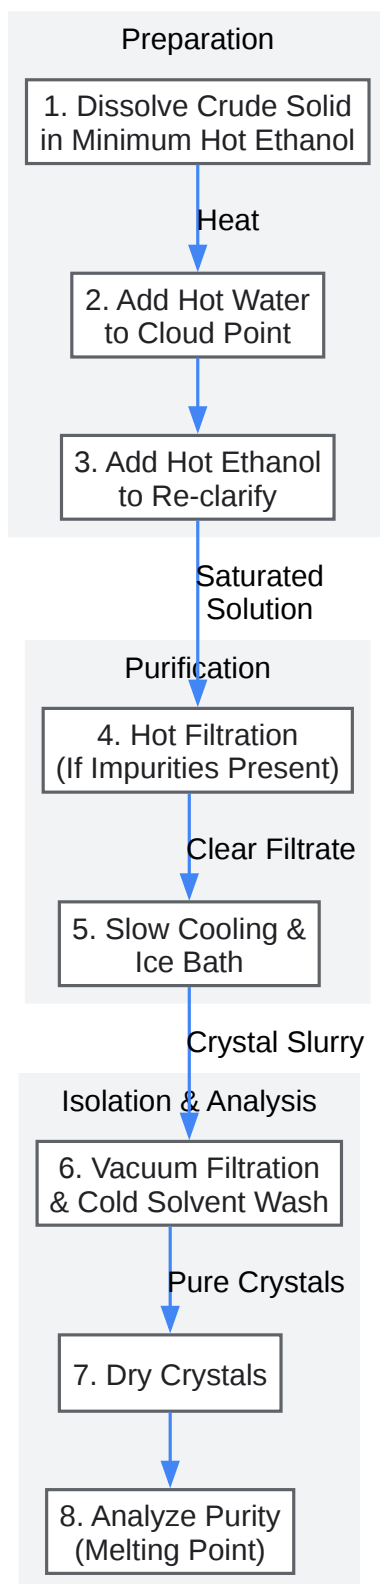 Preparation
1. Dissolve Crude Solid
in Minimum Hot Ethanol
Heat
2. Add Hot Water
to Cloud Point
3. Add Hot Ethanol
to Re-clarify
Saturated
Solution
Purification
4. Hot Filtration
(If Impurities Present)
Clear Filtrate
5. Slow Cooling &
Ice Bath
Crystal Slurry
Isolation & Analysis
6. Vacuum Filtration
& Cold Solvent Wash
Pure Crystals
7. Dry Crystals
8. Analyze Purity
(Melting Point)